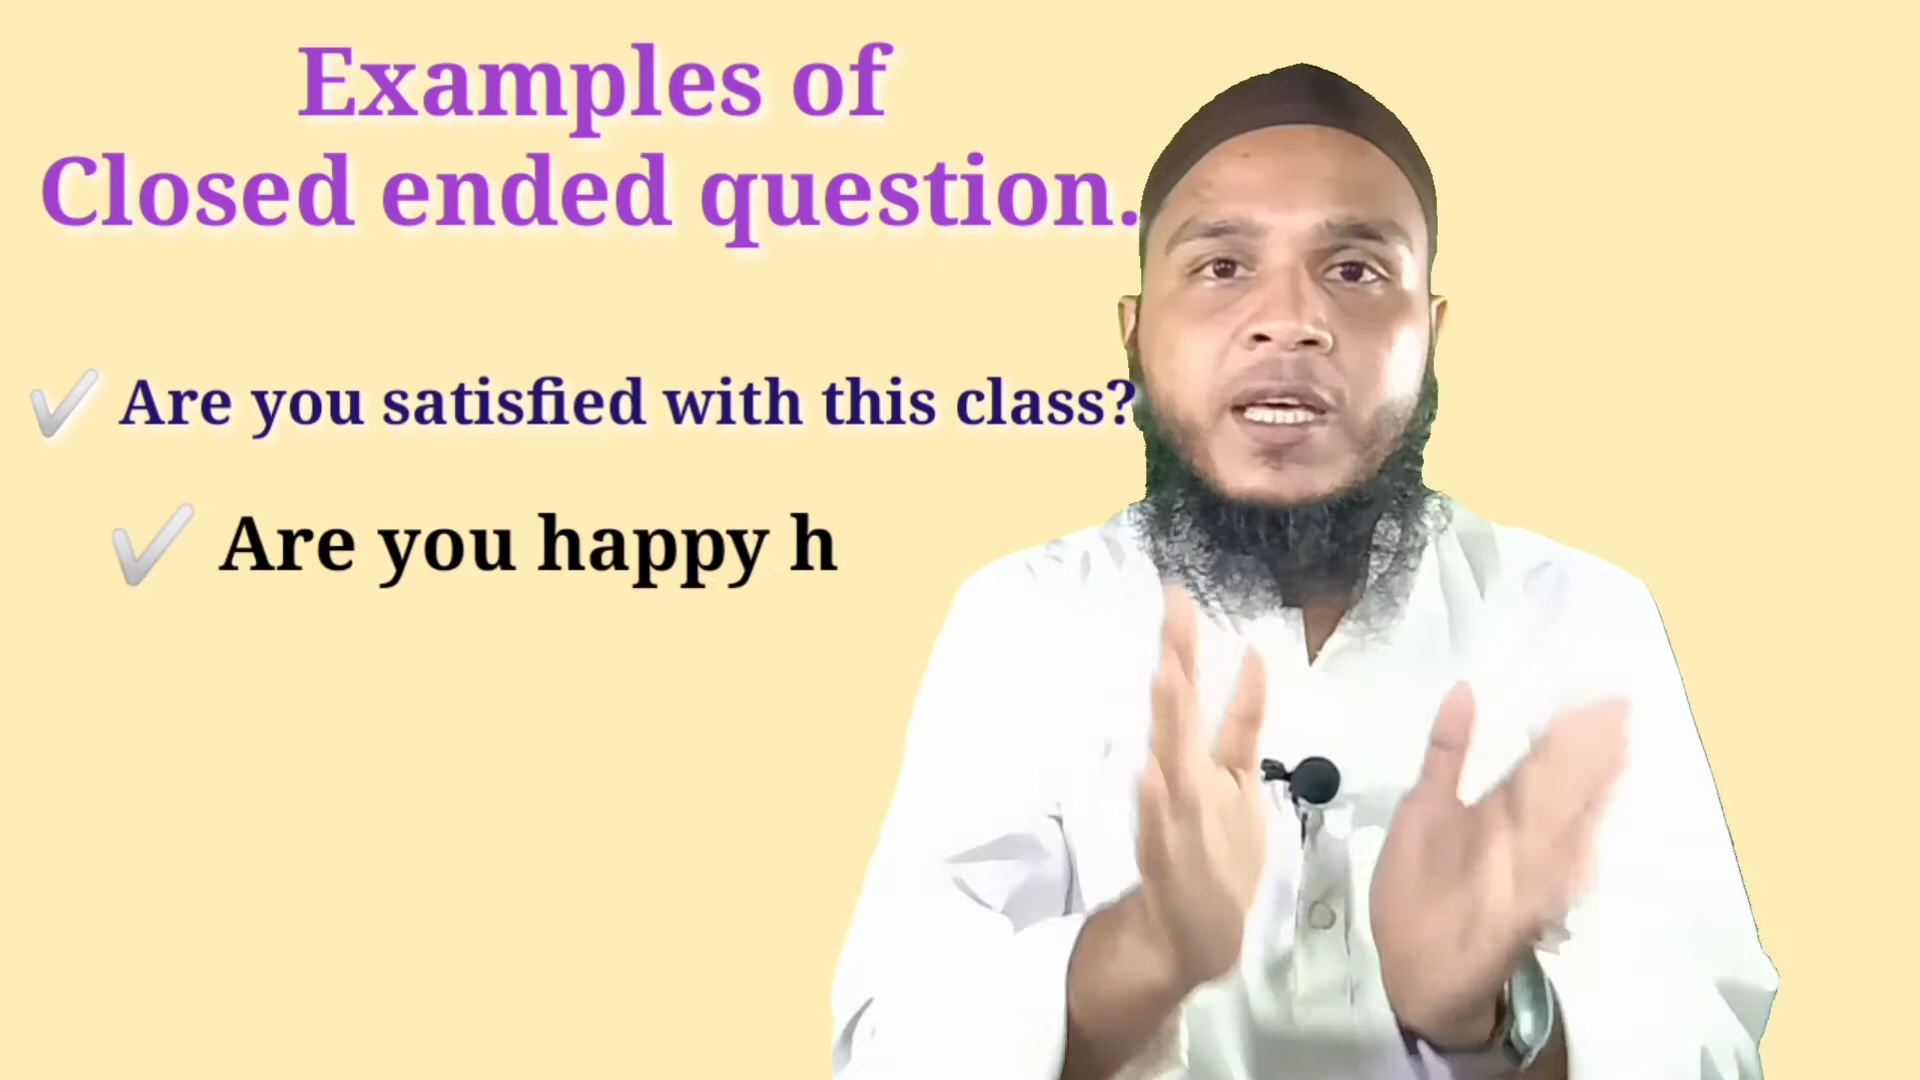 Examples of
Closed ended question.
✔ Are you satisfied with this class?
✔ Are you happy h